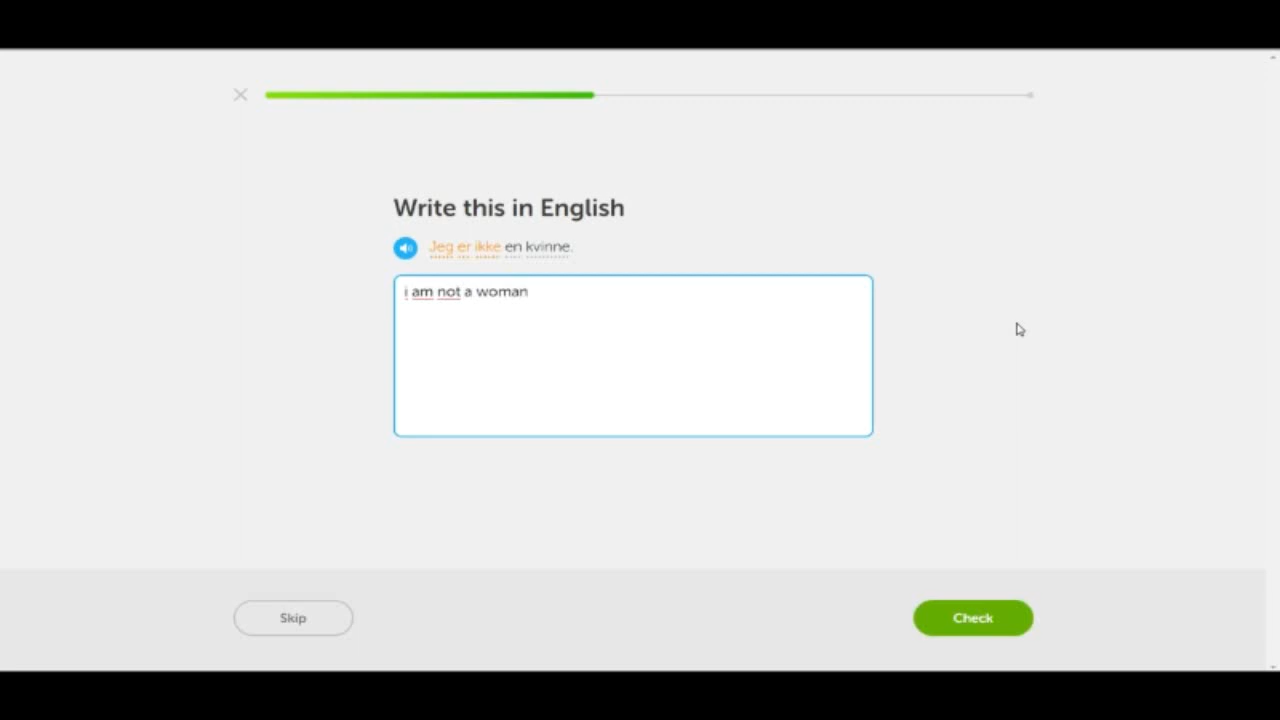 Write this in English
Jeg er ikke en kvinne.
i am not a woman
Skip
Check